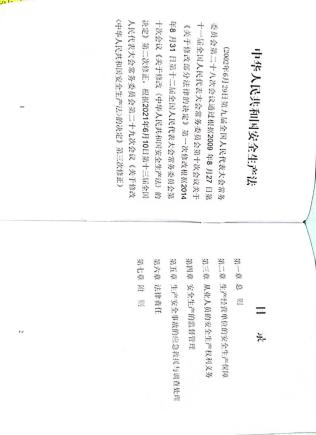 中华人民共和国安全生产法
(2002年6月29日第九届全国人民代表大会常务
委员会第二十八次会议通过根据2009年8月27日第
十一届全国人民代表大会常务委员会第十次会议关于
《关于修改部分法律的决定》第一次修改根据2014
年8月31日第十二届全国人民代表大会常务委员会第
十次会议《关于修改〈中华人民共和国安全生产法〉的
决定》第二次修正。根据2021年6月10日第十三届全国
人民代表大会常务委员会第二十九次会议《关于修改
〈中华人民共和国安全生产法〉的决定》第三次修正)
目 录
第一章 总 则
第二章 生产经营单位的安全生产保障
第三章 从业人员的安全生产权利义务
第四章 安全生产的监督管理
第五章 生产安全事故的应急救援与调查处理
第六章 法律责任
第七章 附 则
2